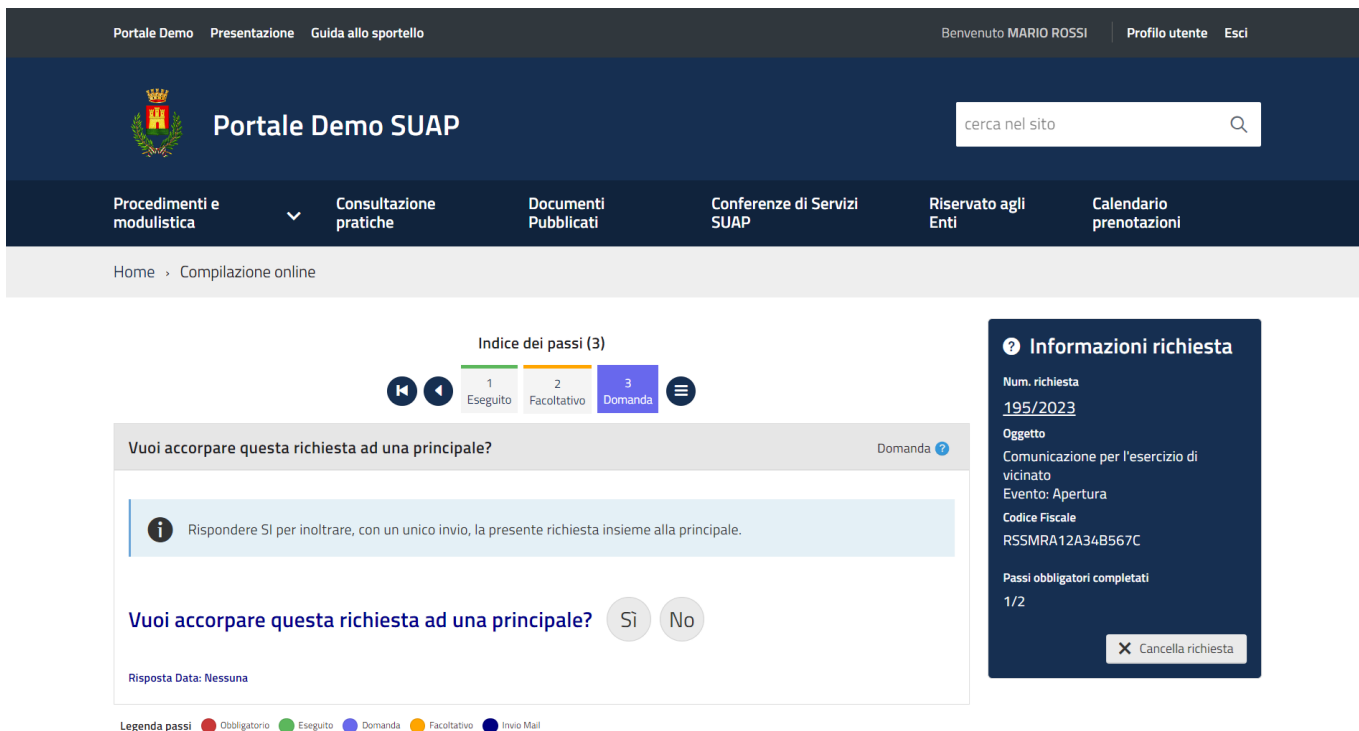 Portale Demo Presentazione Guida allo sportello Benvenuto MARIO ROSSI Profilo utente Esci
Portale Demo SUAP
cerca nel sito
Procedimenti e modulistica
Consultazione pratiche
Documenti Pubblicati
Conferenze di Servizi SUAP
Riservato agli Enti
Calendario prenotazioni
Home › Compilazione online
Indice dei passi (3)
1 Eseguito
2 Facoltativo
3 Domanda
Vuoi accorpare questa richiesta ad una principale? Domanda ?
i Rispondere SI per inoltrare, con un unico invio, la presente richiesta insieme alla principale.
Vuoi accorpare questa richiesta ad una principale? Sì No
Risposta Data: Nessuna
Legenda passi Obbligatorio Eseguito Domanda Facoltativo Invio Mail
? Informazioni richiesta
Num. richiesta
195/2023
Oggetto
Comunicazione per l'esercizio di
vicinato
Evento: Apertura
Codice Fiscale
RSSMRA12A34B567C
Passi obbligatori completati
1/2
Cancella richiesta